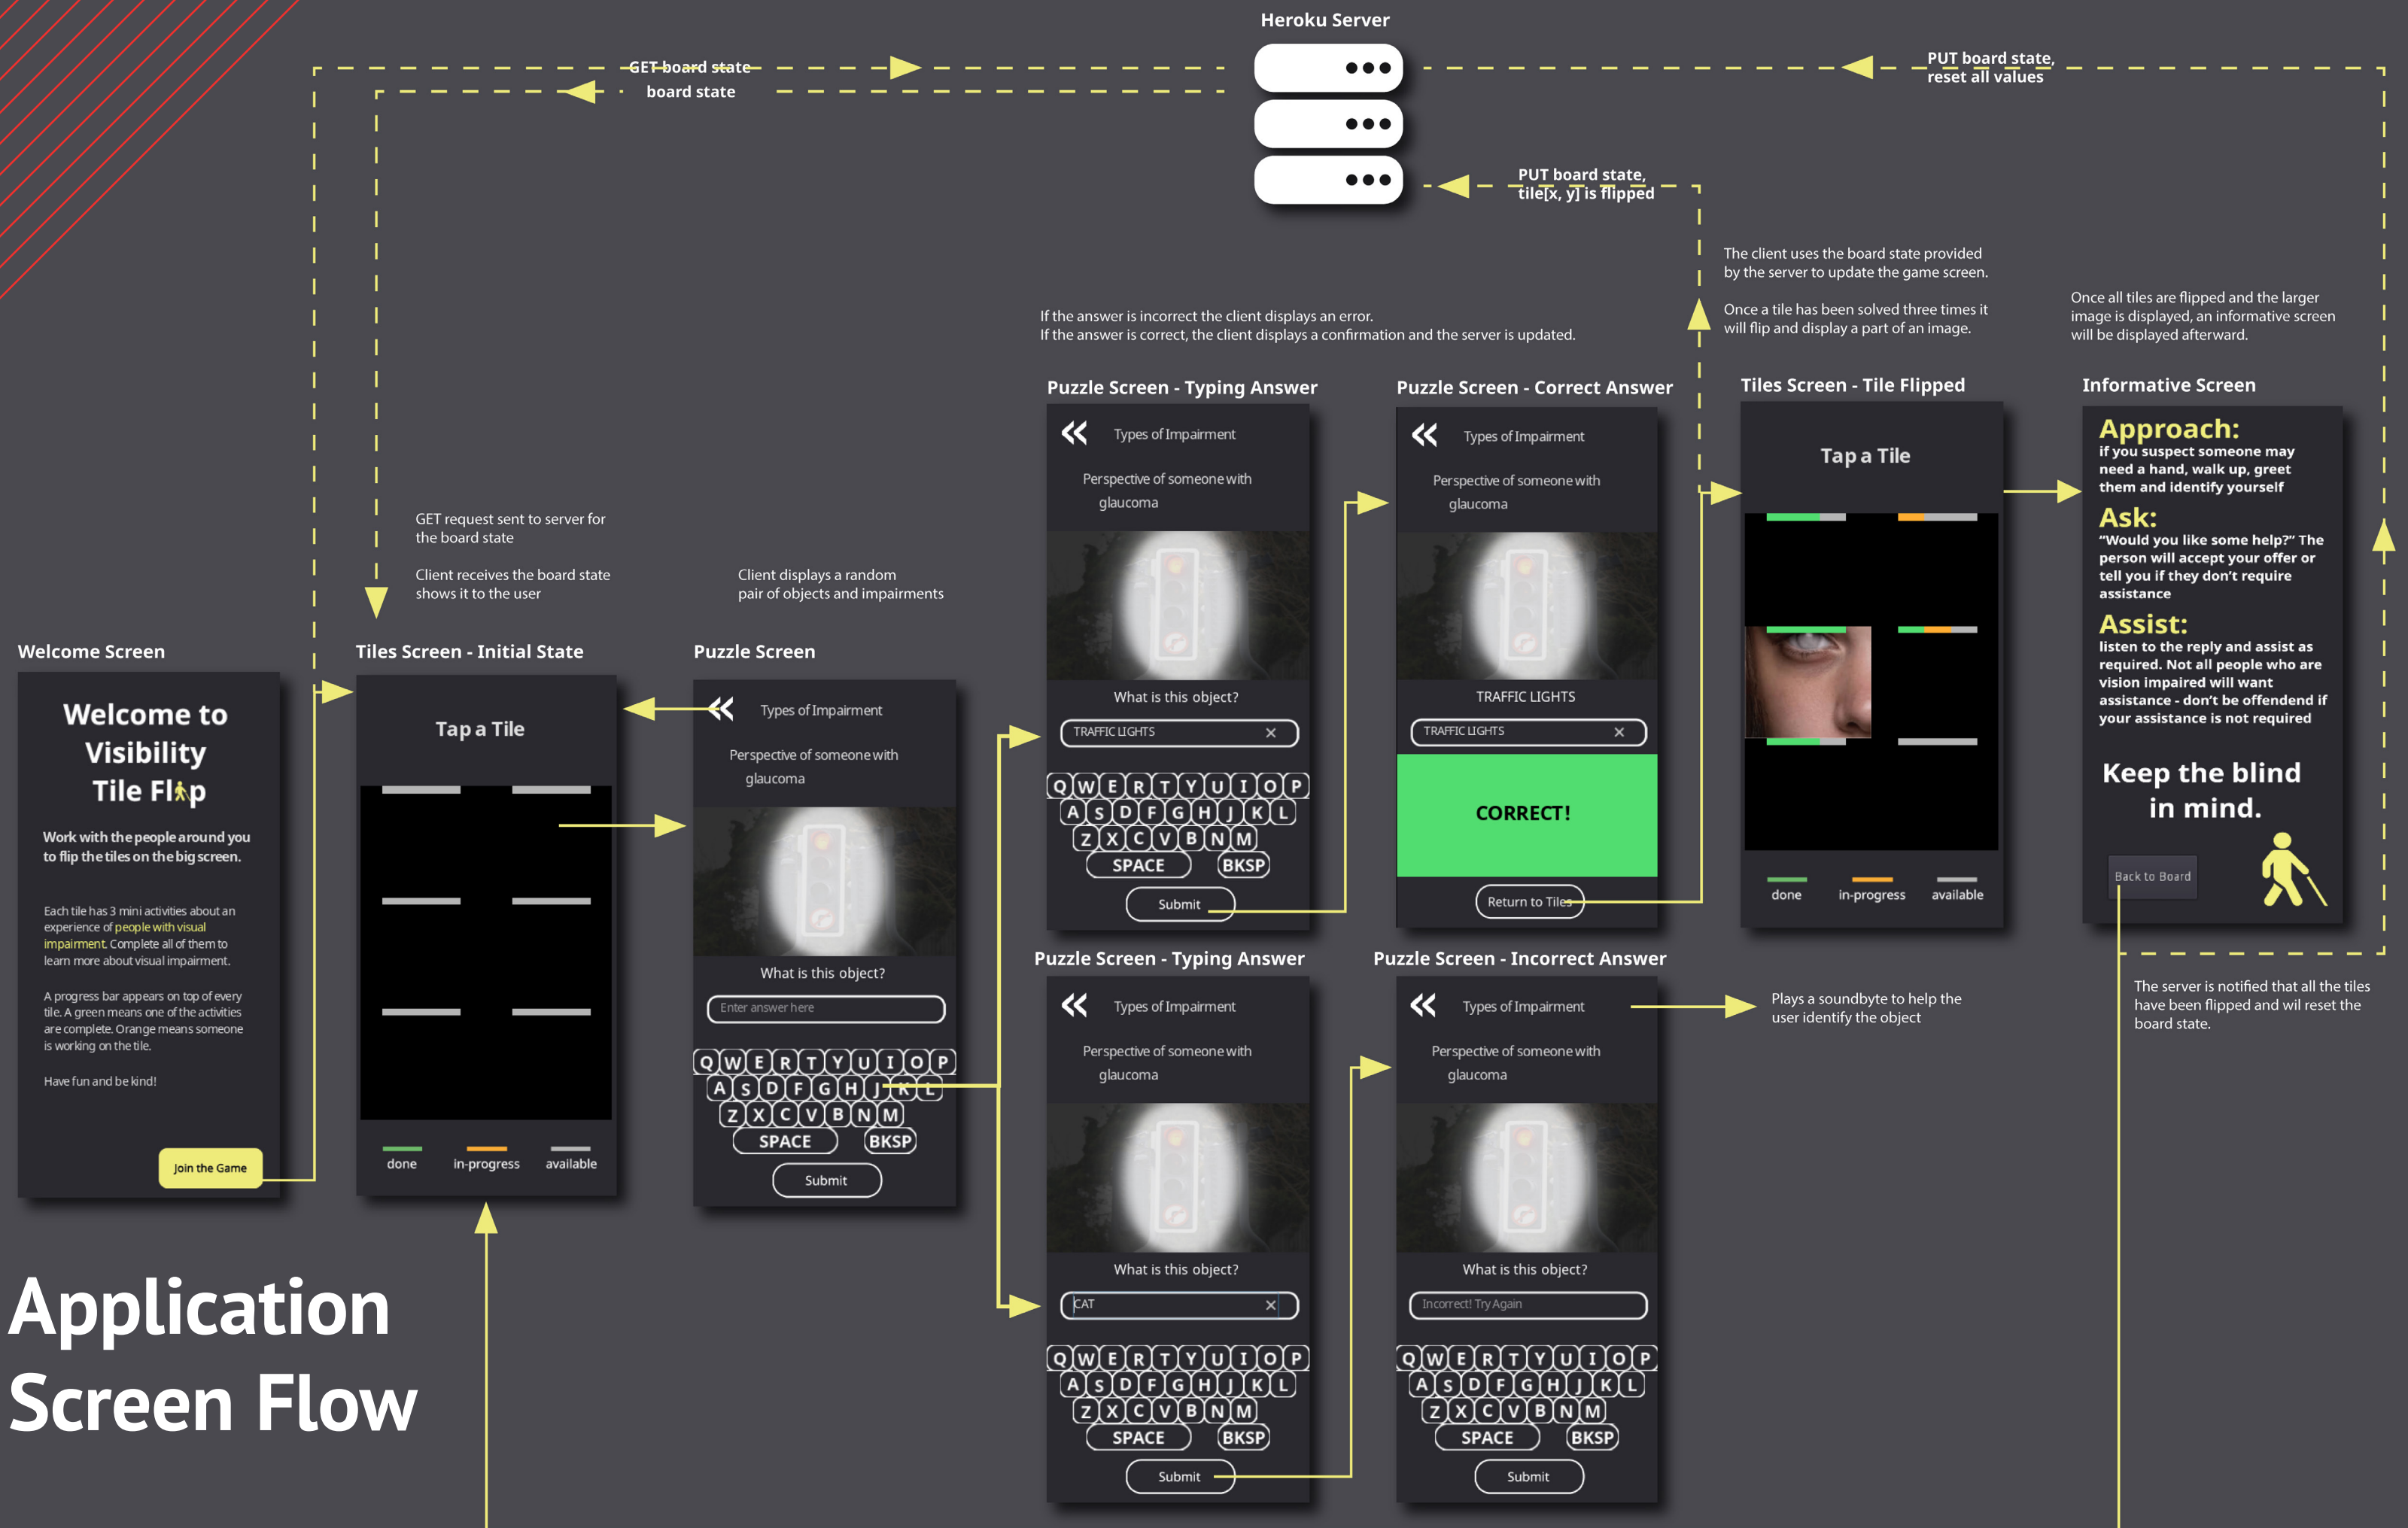 Heroku Server
GET board state
board state
PUT board state,
reset all values
PUT board state,
tile[x, y] is flipped
The client uses the board state provided
by the server to update the game screen.
Once a tile has been solved three times it
will flip and display a part of an image.
Once all tiles are flipped and the larger
image is displayed, an informative screen
will be displayed afterward.
If the answer is incorrect the client displays an error.
If the answer is correct, the client displays a confirmation and the server is updated.
GET request sent to server for
the board state
Client receives the board state
shows it to the user
Client displays a random
pair of objects and impairments
Welcome Screen
Welcome to
Visibility
Tile Flip
Work with the people around you
to flip the tiles on the big screen.
Each tile has 3 mini activities about an
experience of people with visual
impairment. Complete all of them to
learn more about visual impairment.
A progress bar appears on top of every
tile. A green means one of the activities
are complete. Orange means someone
is working on the tile.
Have fun and be kind!
Join the Game
Tiles Screen - Initial State
Tap a Tile
done in-progress available
Puzzle Screen
« Types of Impairment
Perspective of someone with
glaucoma
What is this object?
Enter answer here
Q W E R T Y U I O P
A S D F G H J K L
Z X C V B N M
SPACE BKSP
Submit
Puzzle Screen - Typing Answer
« Types of Impairment
Perspective of someone with
glaucoma
What is this object?
TRAFFIC LIGHTS ×
Q W E R T Y U I O P
A S D F G H J K L
Z X C V B N M
SPACE BKSP
Submit
Puzzle Screen - Correct Answer
« Types of Impairment
Perspective of someone with
glaucoma
TRAFFIC LIGHTS
TRAFFIC LIGHTS ×
CORRECT!
Return to Tiles
Tiles Screen - Tile Flipped
Tap a Tile
done in-progress available
Informative Screen
Approach:
if you suspect someone may
need a hand, walk up, greet
them and identify yourself
Ask:
“Would you like some help?” The
person will accept your offer or
tell you if they don’t require
assistance
Assist:
listen to the reply and assist as
required. Not all people who are
vision impaired will want
assistance - don’t be offendend if
your assistance is not required
Keep the blind
in mind.
Back to Board
Puzzle Screen - Typing Answer
« Types of Impairment
Perspective of someone with
glaucoma
What is this object?
CAT ×
Q W E R T Y U I O P
A S D F G H J K L
Z X C V B N M
SPACE BKSP
Submit
Puzzle Screen - Incorrect Answer
« Types of Impairment
Perspective of someone with
glaucoma
What is this object?
Incorrect! Try Again
Q W E R T Y U I O P
A S D F G H J K L
Z X C V B N M
SPACE BKSP
Submit
Plays a soundbyte to help the
user identify the object
The server is notified that all the tiles
have been flipped and wil reset the
board state.
Application
Screen Flow